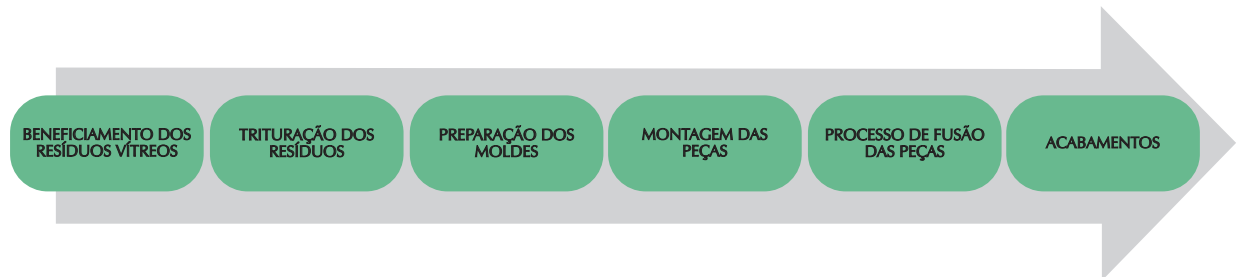 BENEFICIAMENTO DOS
RESÍDUOS VÍTREOS
TRITURAÇÃO DOS
RESÍDUOS
PREPARAÇÃO DOS
MOLDES
MONTAGEM DAS
PEÇAS
PROCESSO DE FUSÃO
DAS PEÇAS
ACABAMENTOS